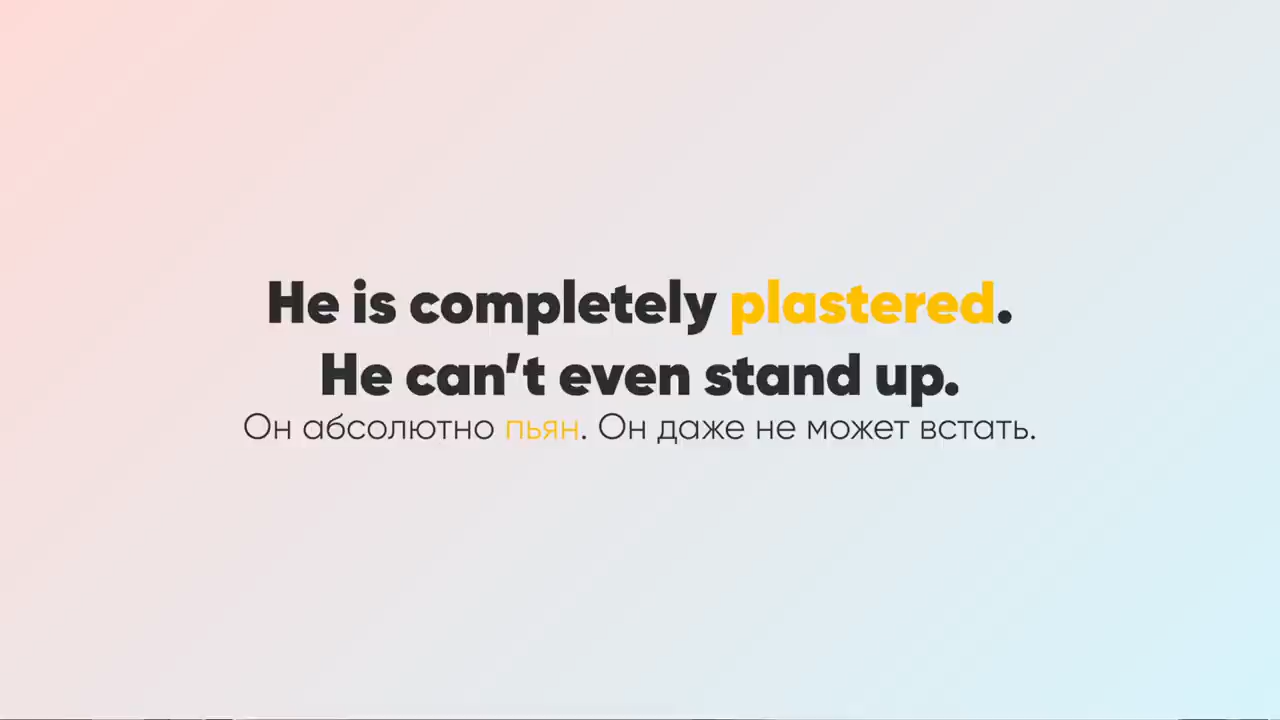 He is completely plastered.
He can’t even stand up.
Он абсолютно пьян. Он даже не может встать.